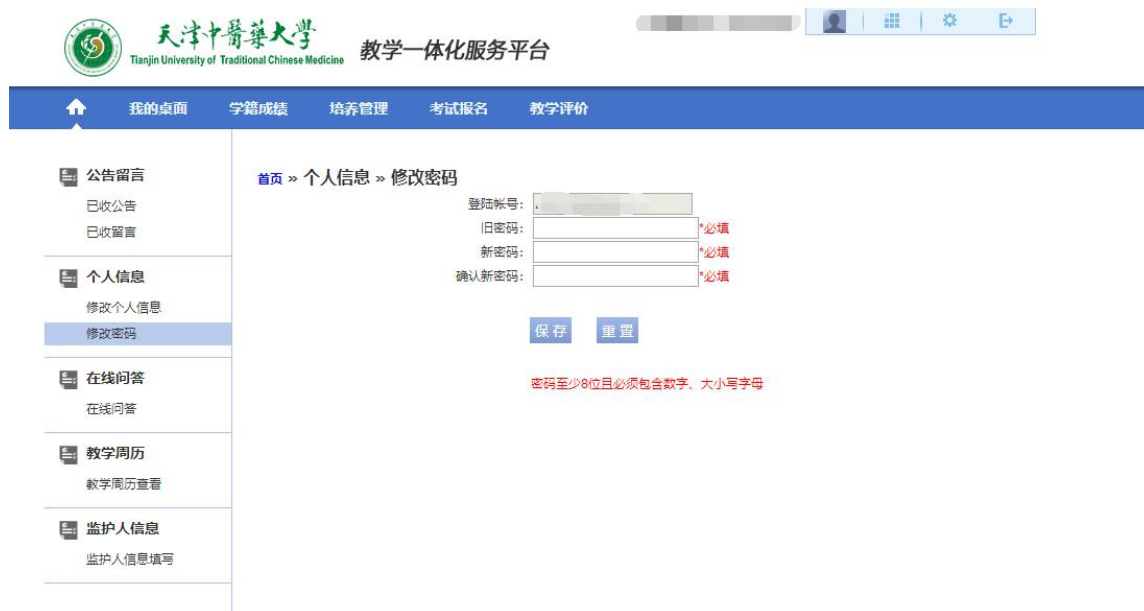 天津中醫藥大學
Tianjin University of Traditional Chinese Medicine
教学一体化服务平台
我的桌面 学籍成绩 培养管理 考试报名 教学评价
公告留言
已收公告
已收留言
个人信息
修改个人信息
修改密码
在线问答
在线问答
教学周历
教学周历查看
监护人信息
监护人信息填写
首页 » 个人信息 » 修改密码
登陆帐号:
旧密码: *必填
新密码: *必填
确认新密码: *必填
保存 重置
密码至少8位且必须包含数字、大小写字母